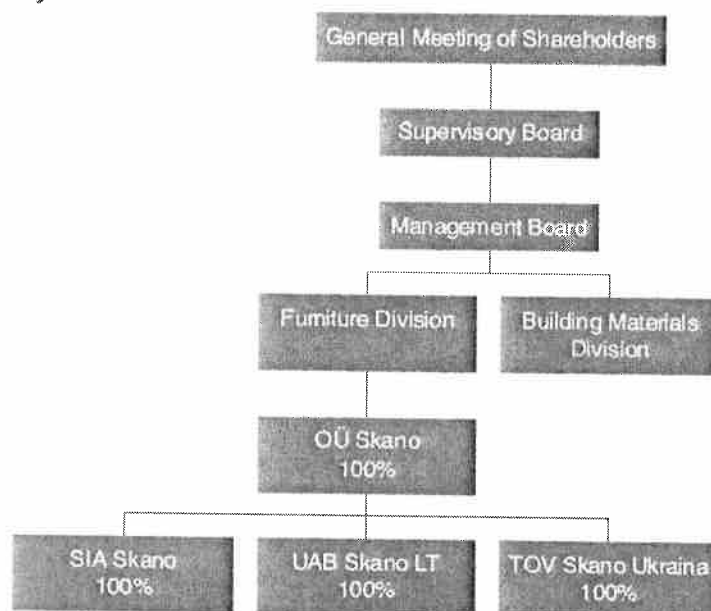 General Meeting of Shareholders
Supervisory Board
Management Board
Furniture Division
Building Materials
Division
OÜ Skano
100%
SIA Skano
100%
UAB Skano LT
100%
TOV Skano Ukraina
100%